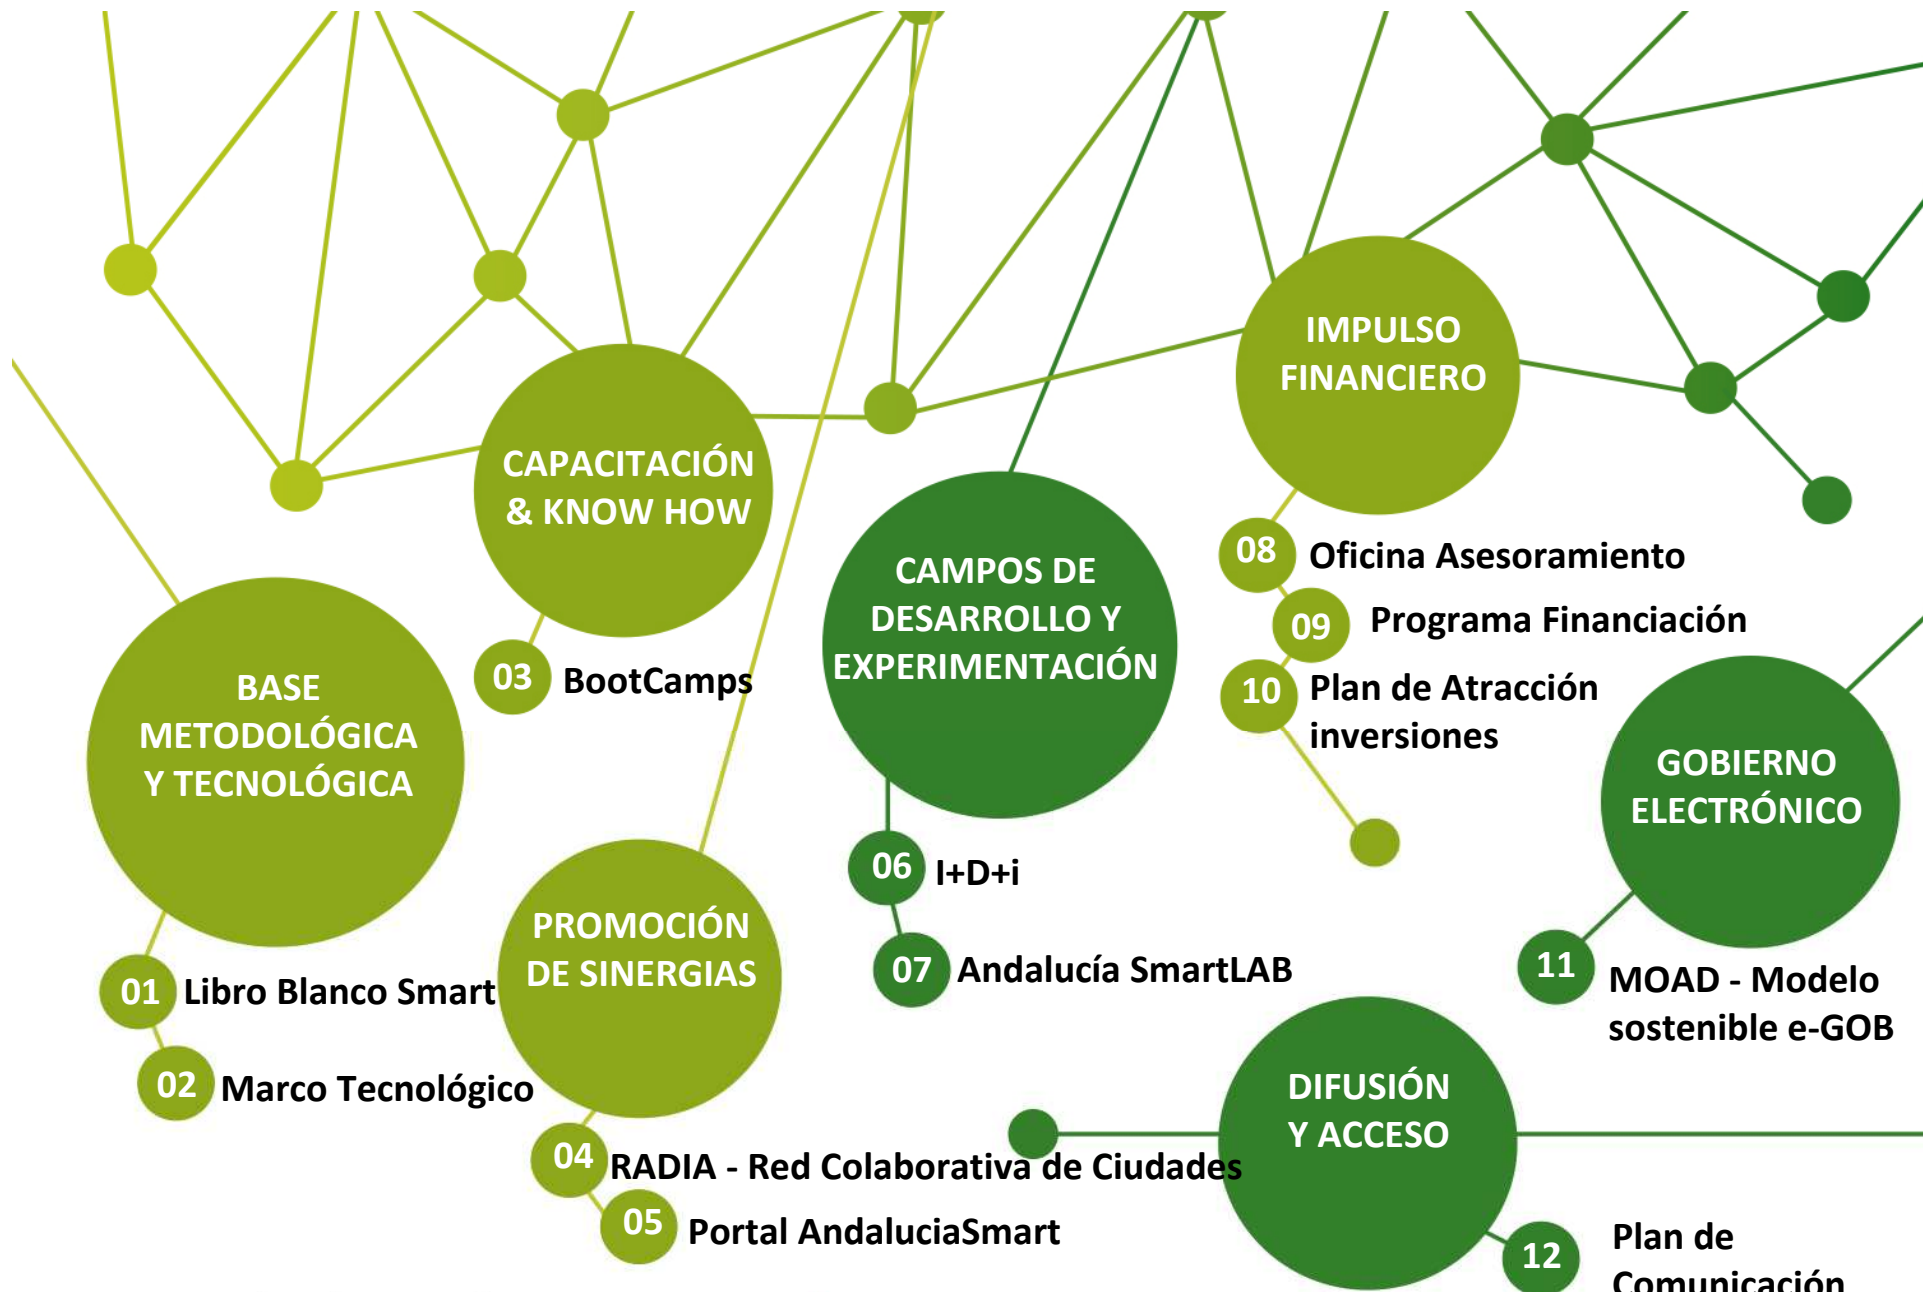 BASE
METODOLÓGICA
Y TECNOLÓGICA
01 Libro Blanco Smart
02 Marco Tecnológico
CAPACITACIÓN
& KNOW HOW
03 BootCamps
PROMOCIÓN
DE SINERGIAS
04 RADIA - Red Colaborativa de Ciudades
05 Portal AndaluciaSmart
CAMPOS DE
DESARROLLO Y
EXPERIMENTACIÓN
06 I+D+i
07 Andalucía SmartLAB
IMPULSO
FINANCIERO
08 Oficina Asesoramiento
09 Programa Financiación
10 Plan de Atracción
inversiones
GOBIERNO
ELECTRÓNICO
11 MOAD - Modelo
sostenible e-GOB
DIFUSIÓN
Y ACCESO
12 Plan de
Comunicación